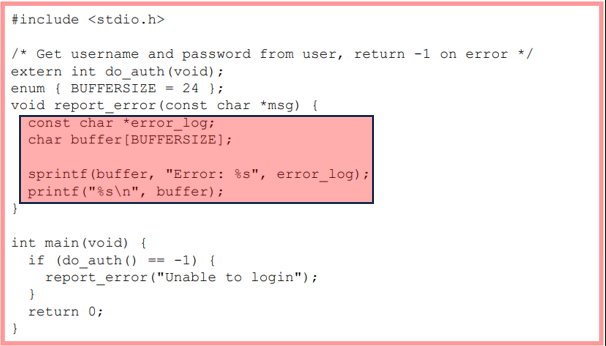 #include <stdio.h>
/* Get username and password from user, return -1 on error */
extern int do_auth(void);
enum { BUFFERSIZE = 24 };
void report_error(const char *msg) {
const char *error_log;
char buffer[BUFFERSIZE];
sprintf(buffer, "Error: %s", error_log);
printf("%s\n", buffer);
}
int main(void) {
if (do_auth() == -1) {
report_error("Unable to login");
}
return 0;
}